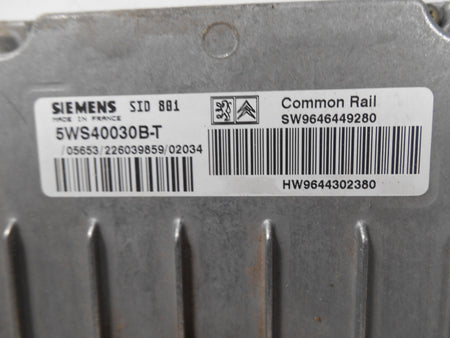 SIEMENS SID 801
MADE IN FRANCE
5WS40030B-T
/05653/226039859/02034
Common Rail
SW9646449280
HW9644302380